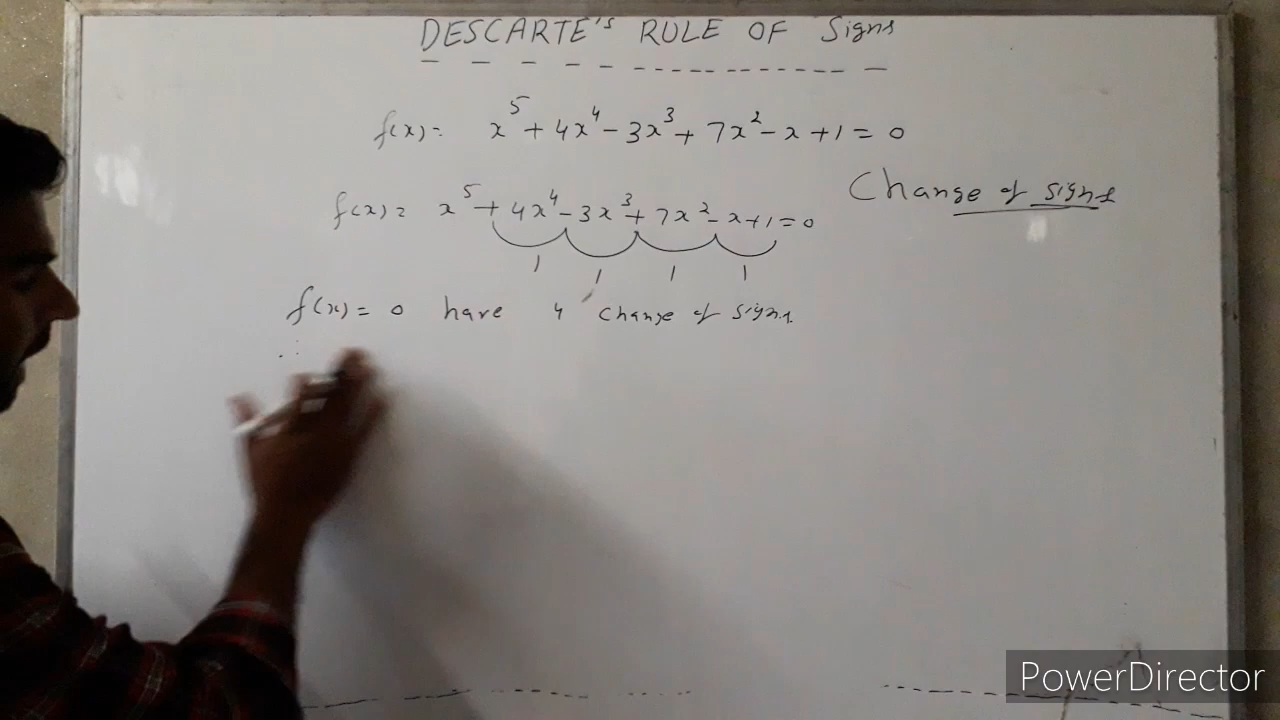 DESCARTE's RULE OF Signs
f(x) = x⁵ + 4x⁴ - 3x³ + 7x² - x + 1 = 0
Change of signs
f(x) = x⁵ + 4x⁴ - 3x³ + 7x² - x + 1 = 0
1 1 1 1
f(x) = 0 have 4 change of signs
∴
PowerDirector